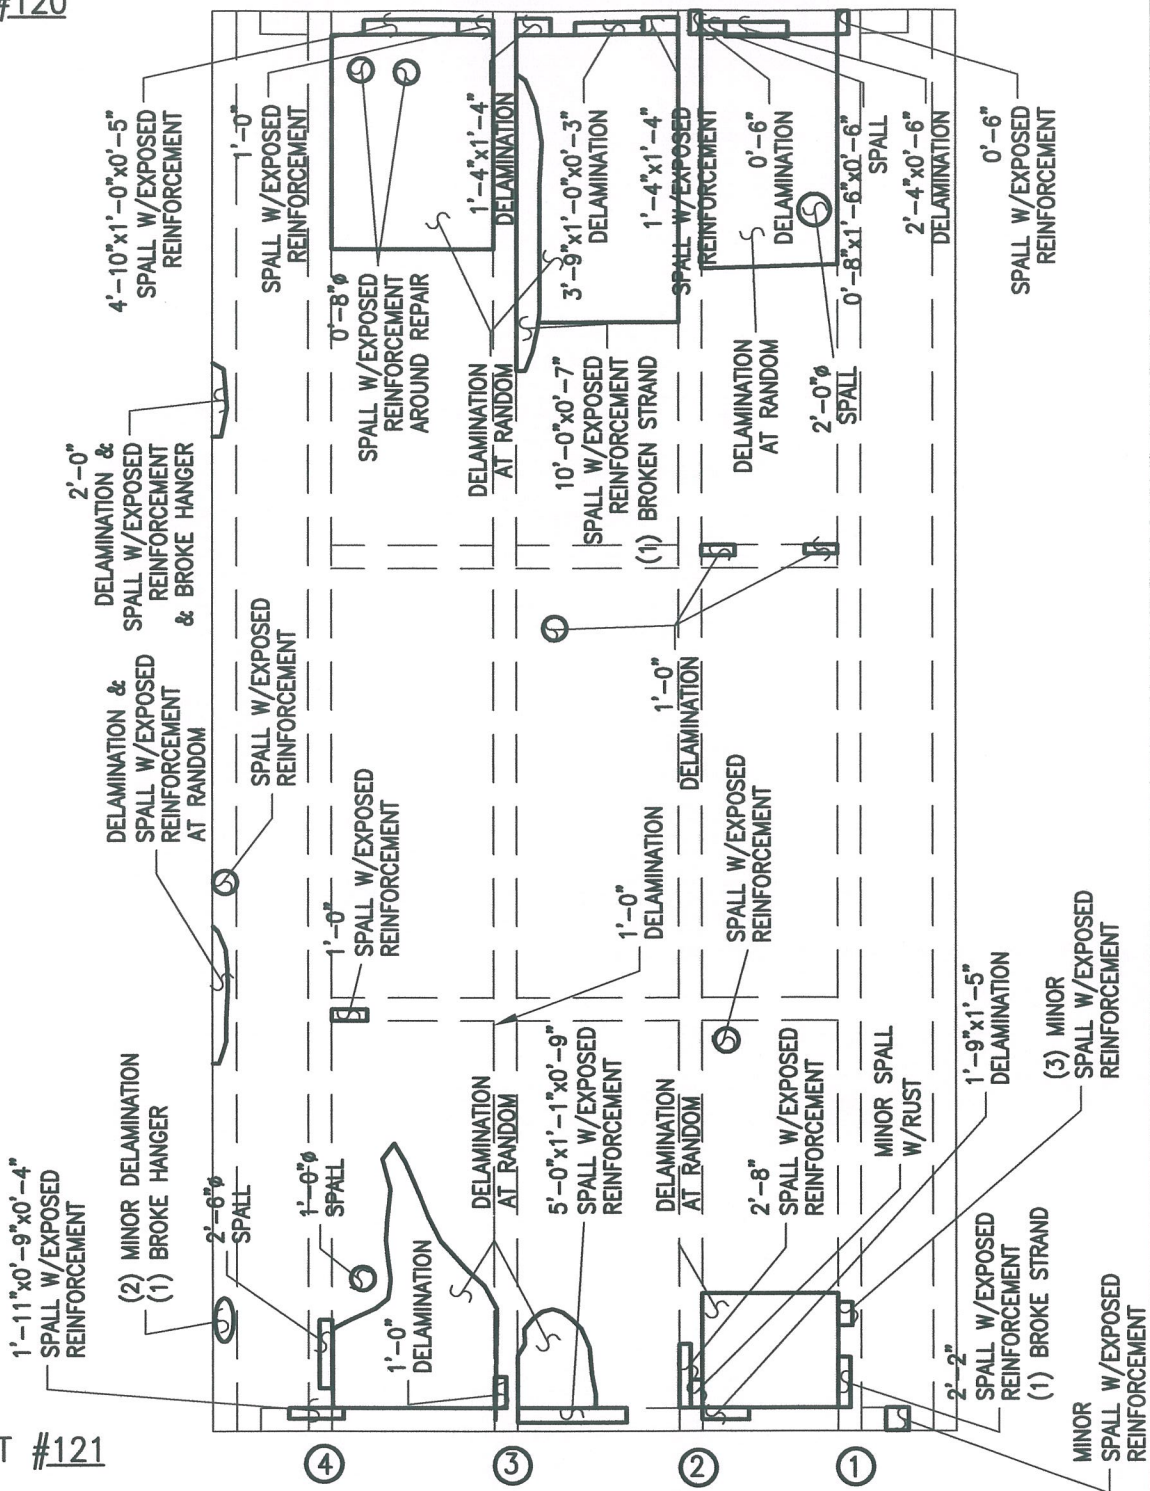 #120
4'-10"x1'-0"x0'-5"
SPALL W/EXPOSED
REINFORCEMENT
1'-0"
SPALL W/EXPOSED
REINFORCEMENT
0'-8"ø
SPALL W/EXPOSED
REINFORCEMENT
AROUND REPAIR
1'-4"x1'-4"
DELAMINATION
DELAMINATION
AT RANDOM
3'-9"x1'-0"x0'-3"
DELAMINATION
10'-0"x0'-7"
SPALL W/EXPOSED
REINFORCEMENT
(1) BROKEN STRAND
1'-4"x1'-4"
SPALL W/EXPOSED
REINFORCEMENT
0'-6"
DELAMINATION
DELAMINATION
AT RANDOM
2'-0"ø
SPALL
0'-8"x1'-6"x0'-6"
SPALL
2'-4"x0'-6"
DELAMINATION
0'-6"
SPALL W/EXPOSED
REINFORCEMENT
2'-0"
DELAMINATION &
SPALL W/EXPOSED
REINFORCEMENT
& BROKE HANGER
DELAMINATION &
SPALL W/EXPOSED
REINFORCEMENT
AT RANDOM
SPALL W/EXPOSED
REINFORCEMENT
1'-0"
SPALL W/EXPOSED
REINFORCEMENT
1'-0"
DELAMINATION
1'-0"
DELAMINATION
SPALL W/EXPOSED
REINFORCEMENT
1'-11"x0'-9"x0'-4"
SPALL W/EXPOSED
REINFORCEMENT
(2) MINOR DELAMINATION
(1) BROKE HANGER
2'-6"ø
SPALL
1'-0"ø
SPALL
1'-0"
DELAMINATION
DELAMINATION
AT RANDOM
5'-0"x1'-1"x0'-9"
SPALL W/EXPOSED
REINFORCEMENT
DELAMINATION
AT RANDOM
2'-8"
SPALL W/EXPOSED
REINFORCEMENT
MINOR SPALL
W/RUST
1'-9"x1'-5"
DELAMINATION
(3) MINOR
SPALL W/EXPOSED
REINFORCEMENT
2'-2"
SPALL W/EXPOSED
REINFORCEMENT
(1) BROKE STRAND
MINOR
SPALL W/EXPOSED
REINFORCEMENT
T #121
4
3
2
1